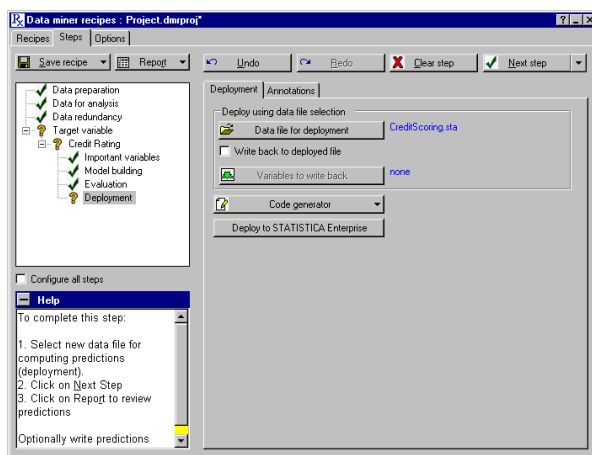 Data miner recipes : Project.dmrproj*
Recipes Steps Options
Save recipe Report Undo Redo Clear step Next step
Data preparation
Data for analysis
Data redundancy
Target variable
Credit Rating
Important variables
Model building
Evaluation
Deployment
Configure all steps
Help
To complete this step:
1. Select new data file for
computing predictions
(deployment).
2. Click on Next Step
3. Click on Report to review
predictions
Optionally write predictions
Deployment Annotations
Deploy using data file selection
Data file for deployment CreditScoring.sta
Write back to deployed file
Variables to write back none
Code generator
Deploy to STATISTICA Enterprise